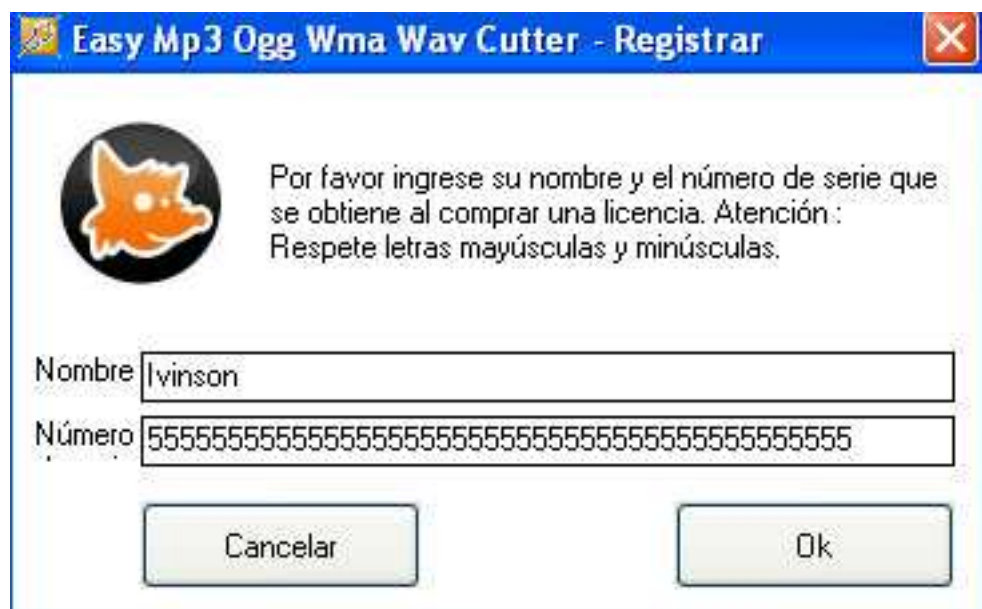 Easy Mp3 Ogg Wma Wav Cutter - Registrar
Por favor ingrese su nombre y el número de serie que
se obtiene al comprar una licencia. Atención :
Respete letras mayúsculas y minúsculas.
Nombre Ivinson
Número 5555555555555555555555555555555555555555
Cancelar Ok